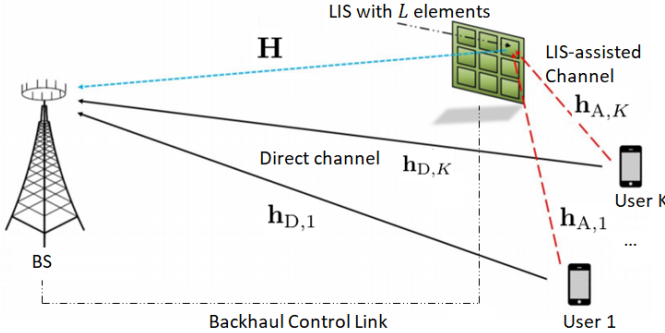 LIS with L elements
H
LIS-assisted
Channel
h_{A,K}
Direct channel
h_{D,K}
User K
h_{D,1}
h_{A,1}
...
BS
User 1
Backhaul Control Link